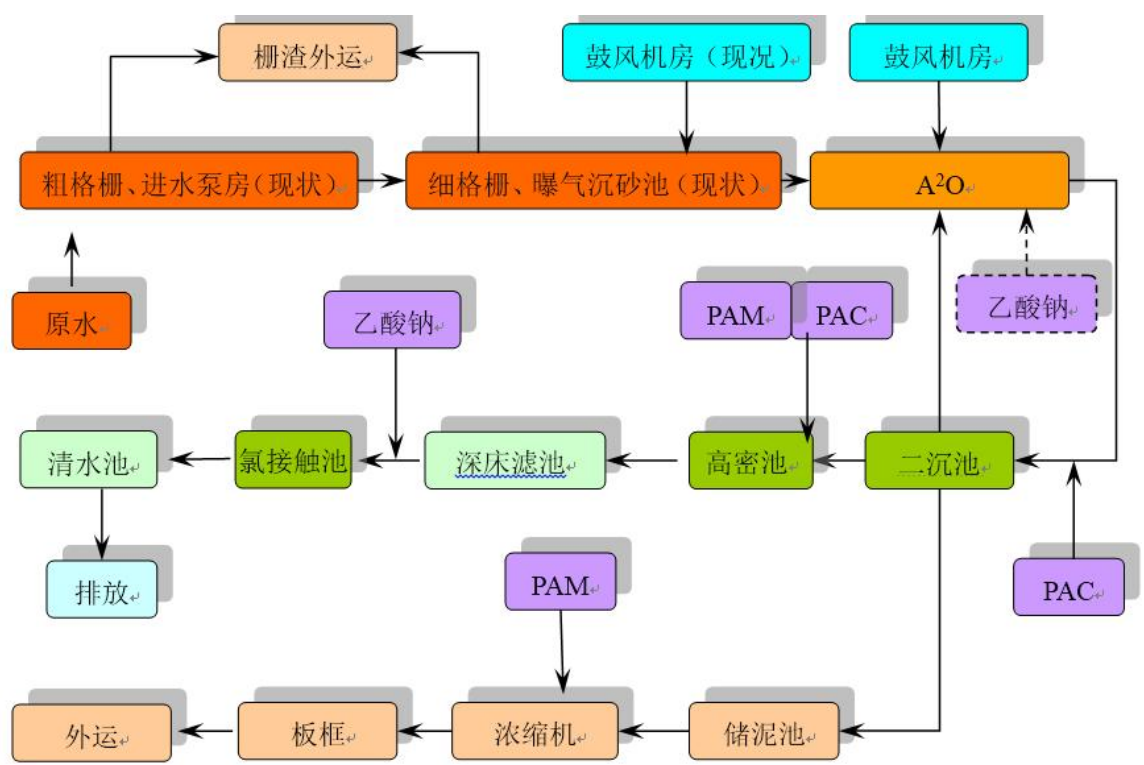 栅渣外运
鼓风机房（现况）
鼓风机房
粗格栅、进水泵房（现状）
细格栅、曝气沉砂池（现状）
A²O
原水
乙酸钠
PAM
PAC
乙酸钠
清水池
氯接触池
深床滤池
高密池
二沉池
排放
PAM
PAC
外运
板框
浓缩机
储泥池